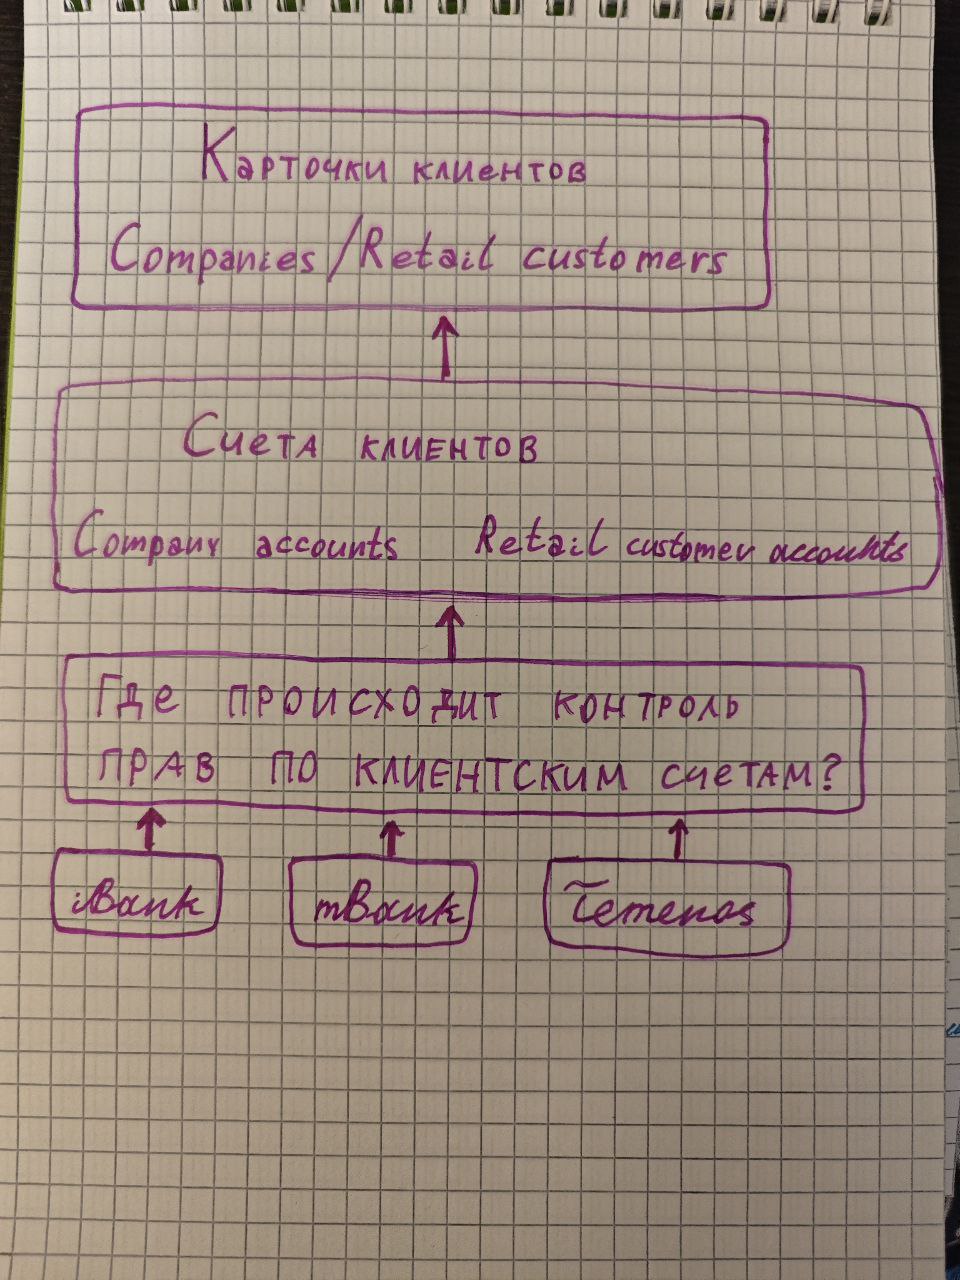 Карточки клиентов
Companies/Retail customers
Счета клиентов
Company accounts Retail customer accounts
Где происходит контроль
прав по клиентским счетам?
iBank mBank Temenos